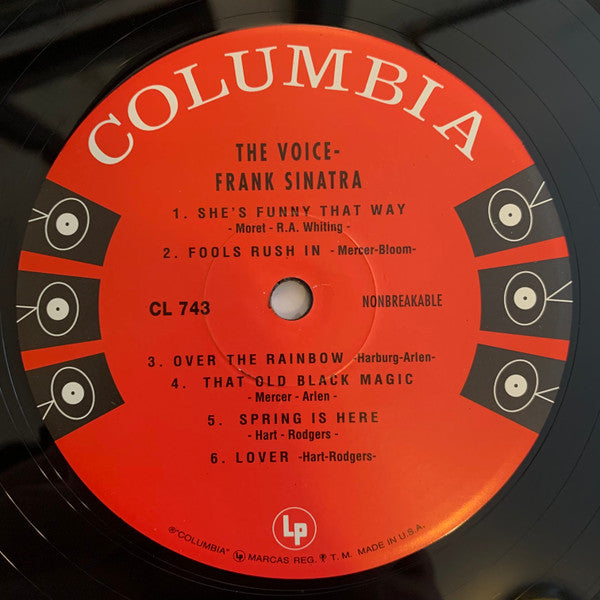 COLUMBIA
THE VOICE-
FRANK SINATRA
1. SHE'S FUNNY THAT WAY
- Moret - R.A. Whiting -
2. FOOLS RUSH IN - Mercer-Bloom-
CL 743 NONBREAKABLE
3. OVER THE RAINBOW -Harburg-Arlen-
4. THAT OLD BLACK MAGIC
- Mercer - Arlen -
5. SPRING IS HERE
- Hart - Rodgers -
6. LOVER -Hart-Rodgers-
Lp
®"COLUMBIA" Lp MARCAS REG. T. M. MADE IN U.S.A.